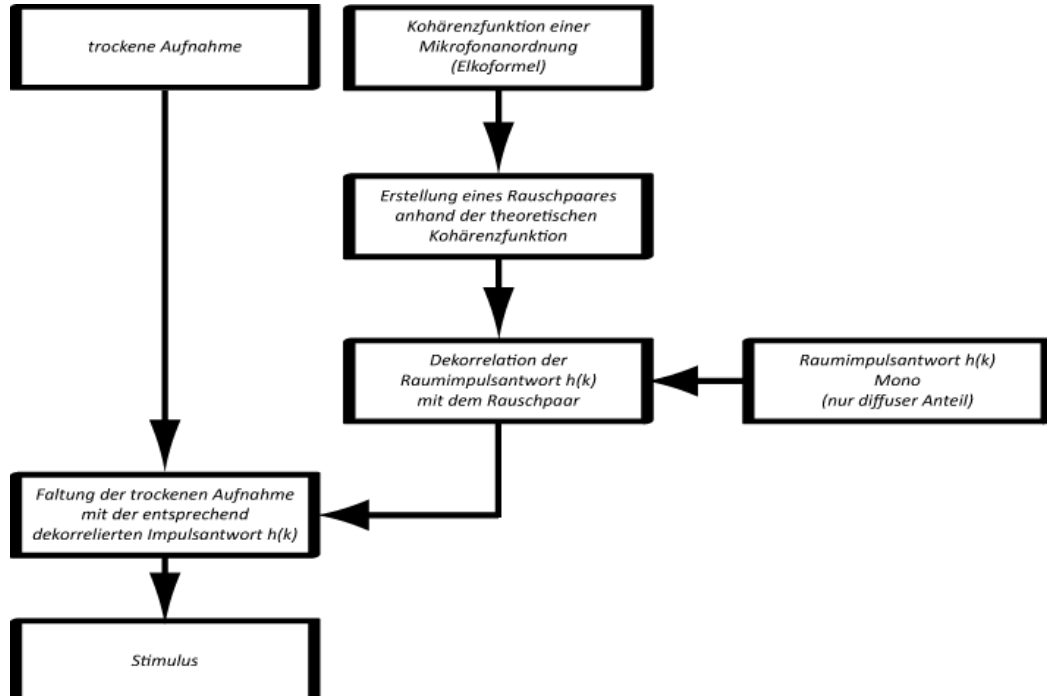 trockene Aufnahme
Kohärenzfunktion einer
Mikrofonanordnung
(Elkoformel)
Erstellung eines Rauschpaares
anhand der theoretischen
Kohärenzfunktion
Dekorrelation der
Raumimpulsantwort h(k)
mit dem Rauschpaar
Raumimpulsantwort h(k)
Mono
(nur diffuser Anteil)
Faltung der trockenen Aufnahme
mit der entsprechend
dekorrelierten Impulsantwort h(k)
Stimulus